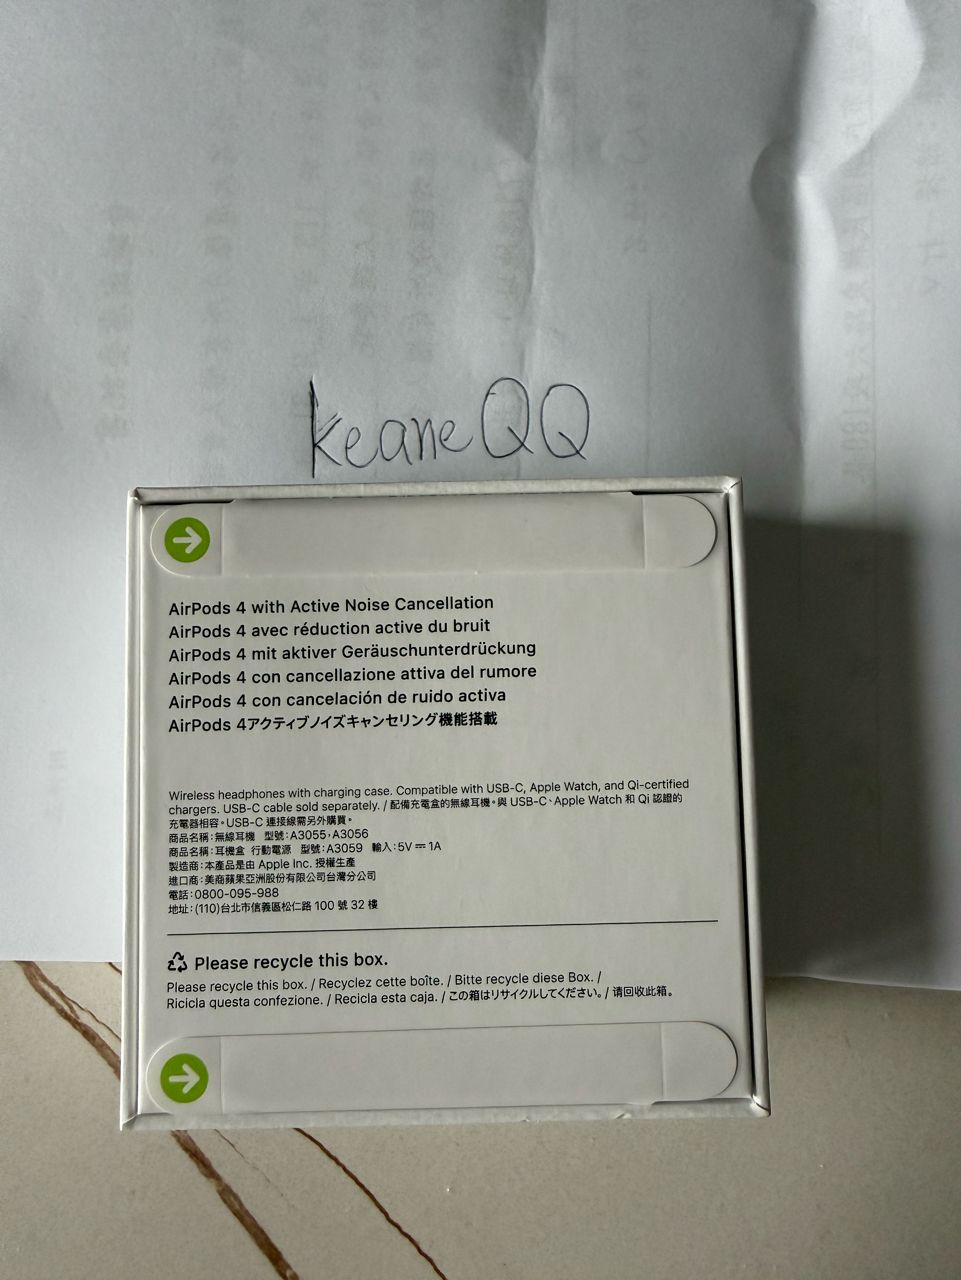 keaneQQ
AirPods 4 with Active Noise Cancellation
AirPods 4 avec réduction active du bruit
AirPods 4 mit aktiver Geräuschunterdrückung
AirPods 4 con cancellazione attiva del rumore
AirPods 4 con cancelación de ruido activa
AirPods 4アクティブノイズキャンセリング機能搭載
Wireless headphones with charging case. Compatible with USB-C, Apple Watch, and Qi-certified
chargers. USB-C cable sold separately. / 配備充電盒的無線耳機。與 USB-C、Apple Watch 和 Qi 認證的
充電器相容。USB-C 連接線需另外購買。
商品名稱：無線耳機 型號：A3055，A3056
商品名稱：耳機盒 行動電源 型號：A3059 輸入：5V⎓1A
製造商：本產品是由 Apple Inc. 授權生產
進口商：美商蘋果亞洲股份有限公司台灣分公司
電話：0800-095-988
地址：(110)台北市信義區松仁路 100 號 32 樓
Please recycle this box.
Please recycle this box. / Recyclez cette boîte. / Bitte recycle diese Box. /
Ricicla questa confezione. / Recicla esta caja. / この箱はリサイクルしてください。/ 请回收此箱。